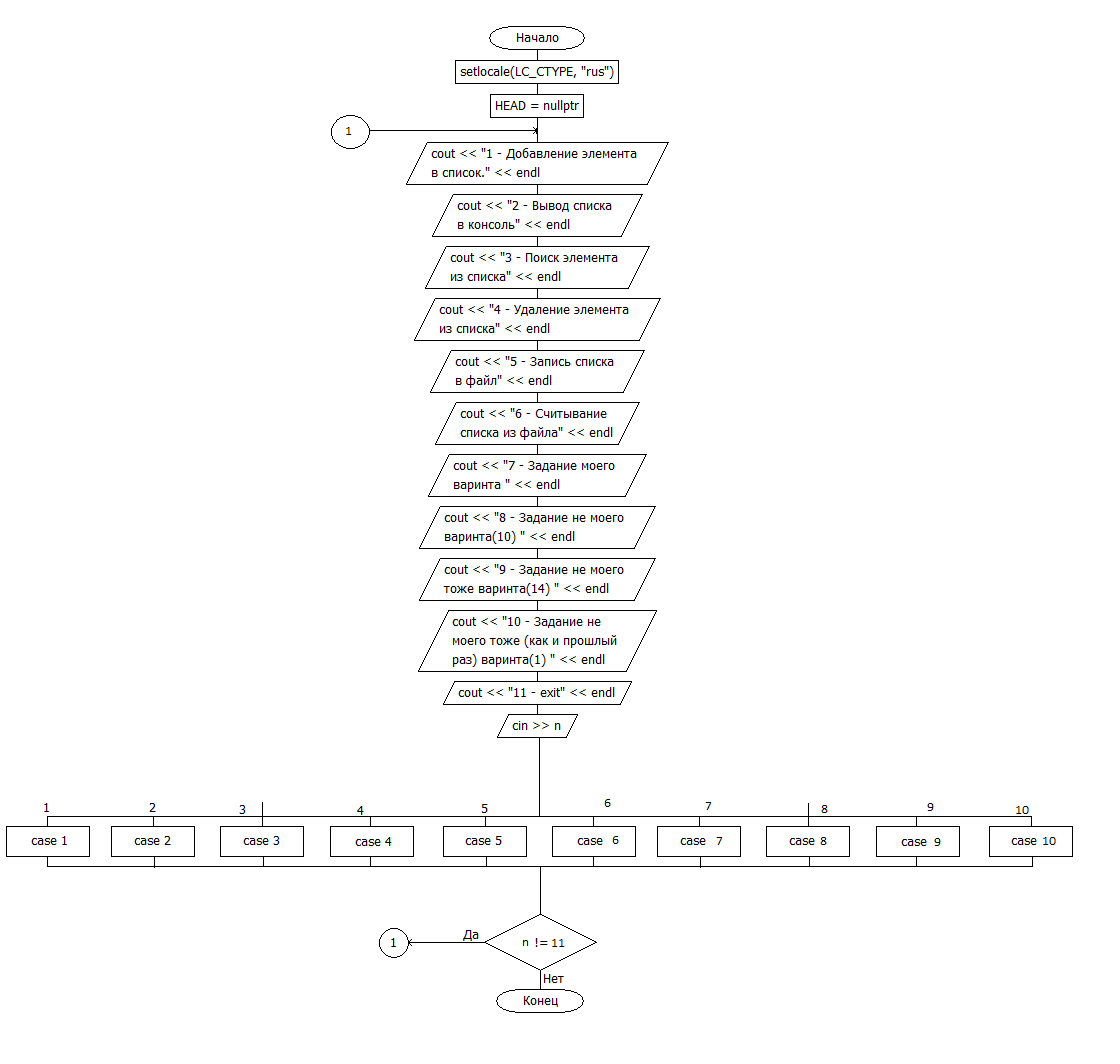 Начало
setlocale(LC_CTYPE, "rus")
HEAD = nullptr
1
cout << "1 - Добавление элемента
в список." << endl
cout << "2 - Вывод списка
в консоль" << endl
cout << "3 - Поиск элемента
из списка" << endl
cout << "4 - Удаление элемента
из списка" << endl
cout << "5 - Запись списка
в файл" << endl
cout << "6 - Считывание
списка из файла" << endl
cout << "7 - Задание моего
варинта " << endl
cout << "8 - Задание не моего
варинта(10) " << endl
cout << "9 - Задание не моего
тоже варинта(14) " << endl
cout << "10 - Задание не
моего тоже (как и прошлый
раз) варинта(1) " << endl
cout << "11 - exit" << endl
cin >> n
1 2 3 4 5 6 7 8 9 10
case 1 case 2 case 3 case 4 case 5 case 6 case 7 case 8 case 9 case 10
n != 11
Да
1
Нет
Конец